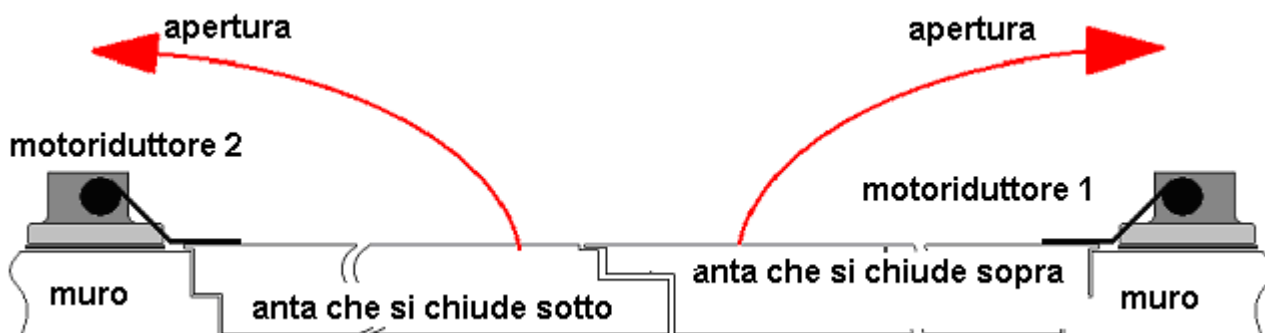 apertura
apertura
motoriduttore 2
motoriduttore 1
anta che si chiude sopra
muro
anta che si chiude sotto
muro